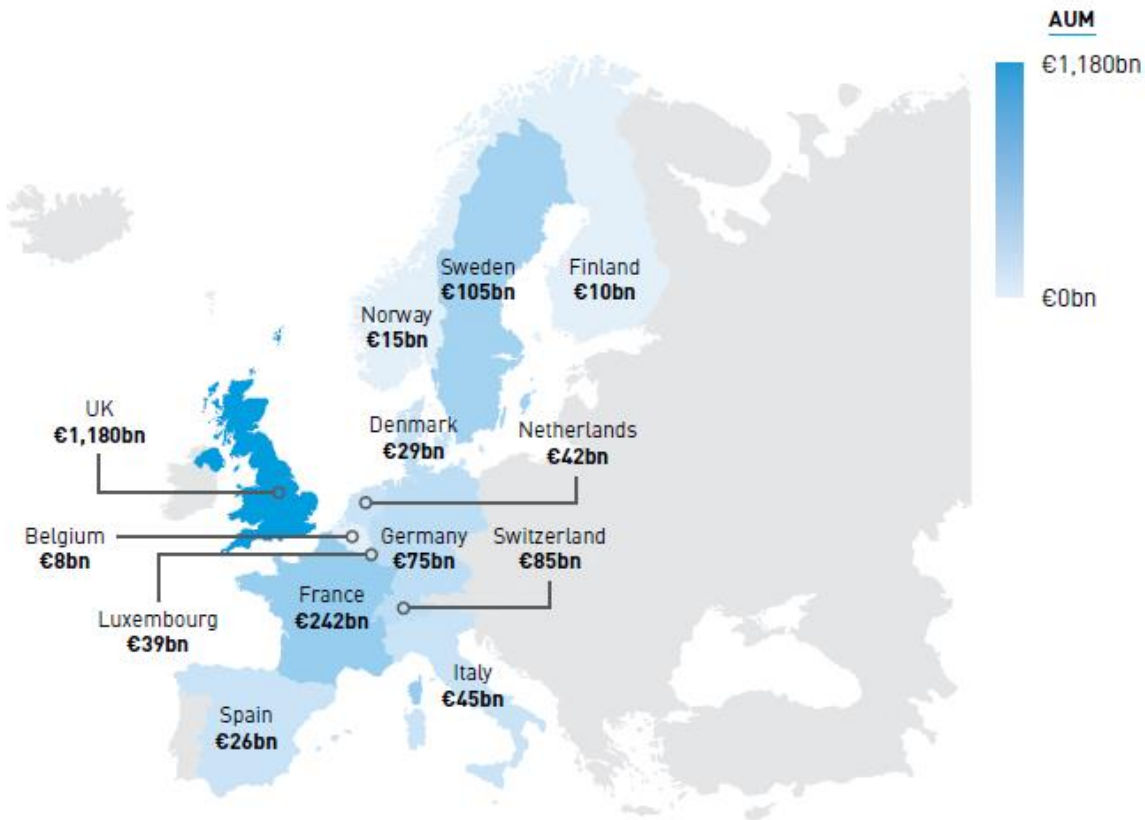 AUM
€1,180bn
€0bn
Sweden
€105bn
Finland
€10bn
Norway
€15bn
UK
€1,180bn
Denmark
€29bn
Netherlands
€42bn
Belgium
€8bn
Germany
€75bn
Switzerland
€85bn
Luxembourg
€39bn
France
€242bn
Italy
€45bn
Spain
€26bn